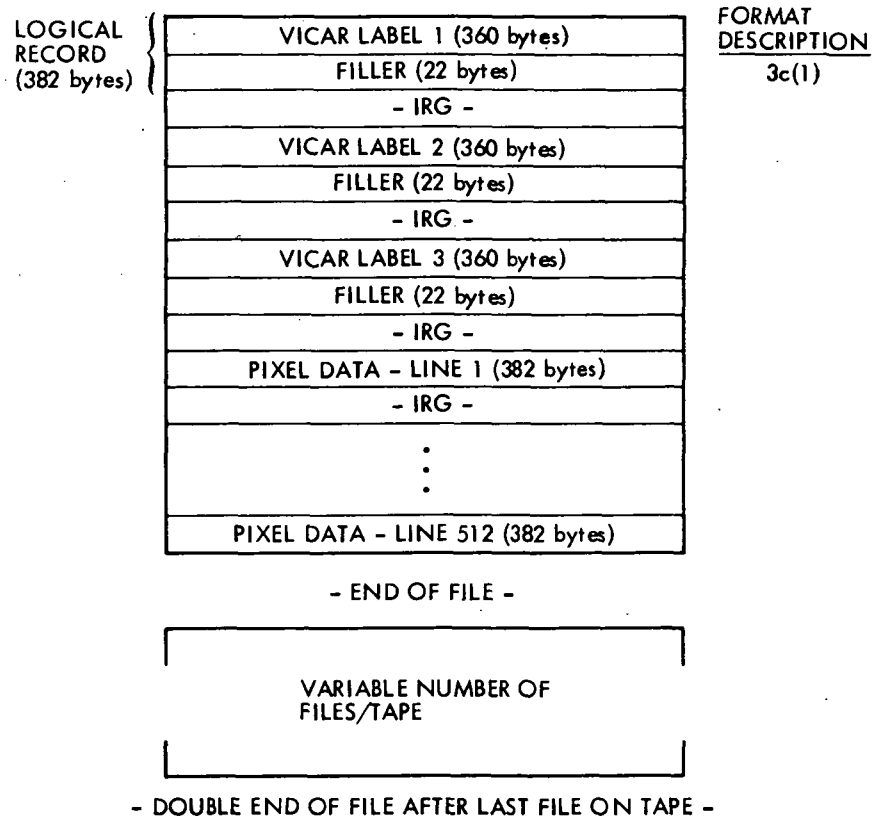 LOGICAL
RECORD
(382 bytes)
VICAR LABEL 1 (360 bytes)
FILLER (22 bytes)
- IRG -
VICAR LABEL 2 (360 bytes)
FILLER (22 bytes)
- IRG -
VICAR LABEL 3 (360 bytes)
FILLER (22 bytes)
- IRG -
PIXEL DATA - LINE 1 (382 bytes)
- IRG -
PIXEL DATA - LINE 512 (382 bytes)
- END OF FILE -
VARIABLE NUMBER OF
FILES/TAPE
- DOUBLE END OF FILE AFTER LAST FILE ON TAPE -
FORMAT
DESCRIPTION
3c(1)